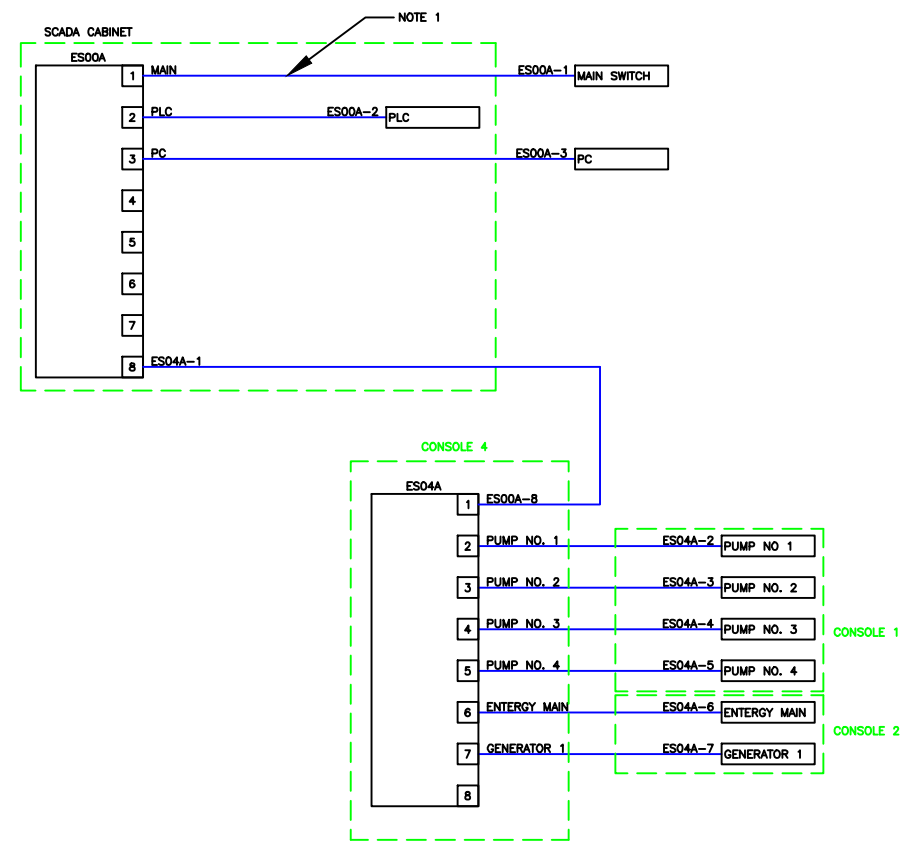 NOTE 1
SCADA CABINET
ES00A
1 MAIN ES00A-1 MAIN SWITCH
2 PLC ES00A-2 PLC
3 PC ES00A-3 PC
4
5
6
7
8 ES04A-1
CONSOLE 4
ES04A
1 ES00A-8
2 PUMP NO. 1 ES04A-2 PUMP NO 1
3 PUMP NO. 2 ES04A-3 PUMP NO. 2
4 PUMP NO. 3 ES04A-4 PUMP NO. 3
CONSOLE 1
5 PUMP NO. 4 ES04A-5 PUMP NO. 4
6 ENTERGY MAIN ES04A-6 ENTERGY MAIN
CONSOLE 2
7 GENERATOR 1 ES04A-7 GENERATOR 1
8